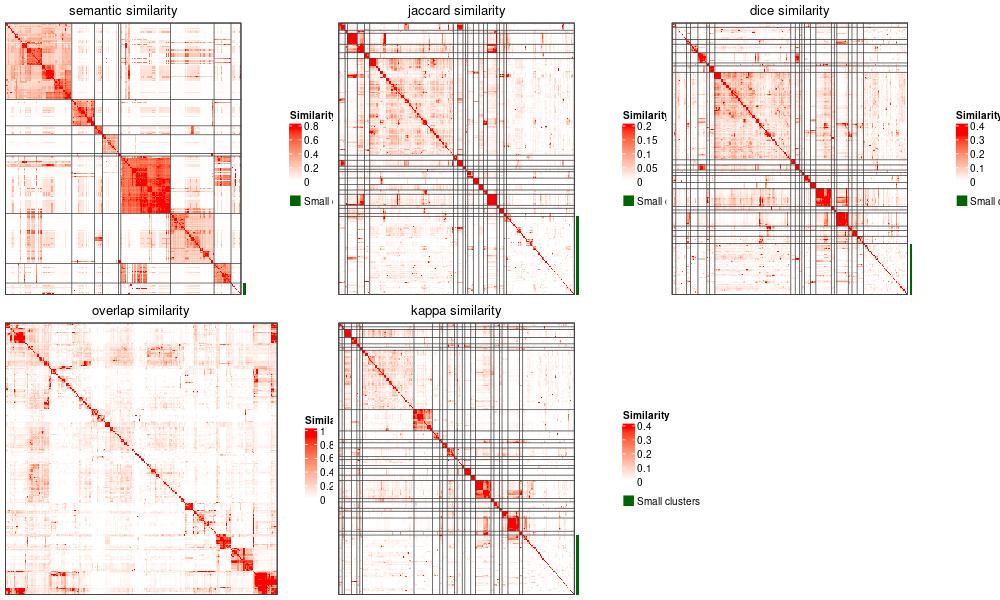 semantic similarity
Similarity
0.8
0.6
0.4
0.2
0
Small
jaccard similarity
Similarity
0.2
0.15
0.1
0.05
0
Small
dice similarity
Similarity
0.4
0.3
0.2
0.1
0
Small
overlap similarity
Simila
1
0.8
0.6
0.4
0.2
0
kappa similarity
Similarity
0.4
0.3
0.2
0.1
0
Small clusters